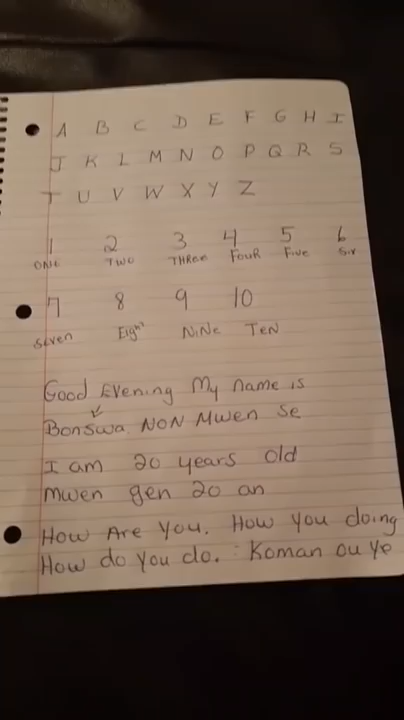 A B C D E F G H I
J K L M N O P Q R S
T U V W X Y Z
1 2 3 4 5 6
ONE TWO THRee FouR Five Six
7 8 9 10
Seven Eight NiNe TeN
Good Evening My name is
Bonswa NON Mwen Se
I am 20 years old
Mwen gen 20 an
How Are You. How you doing
How do you do. : Koman ou ye